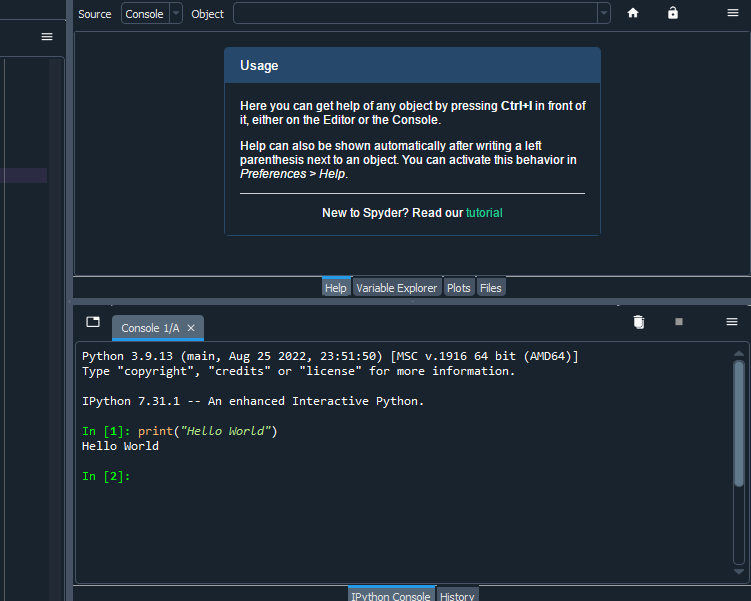 Source Console Object
Usage
Here you can get help of any object by pressing Ctrl+I in front of
it, either on the Editor or the Console.
Help can also be shown automatically after writing a left
parenthesis next to an object. You can activate this behavior in
Preferences > Help.
New to Spyder? Read our tutorial
Help Variable Explorer Plots Files
Console 1/A
Python 3.9.13 (main, Aug 25 2022, 23:51:50) [MSC v.1916 64 bit (AMD64)]
Type "copyright", "credits" or "license" for more information.
IPython 7.31.1 -- An enhanced Interactive Python.
In [1]: print("Hello World")
Hello World
In [2]:
IPython Console History